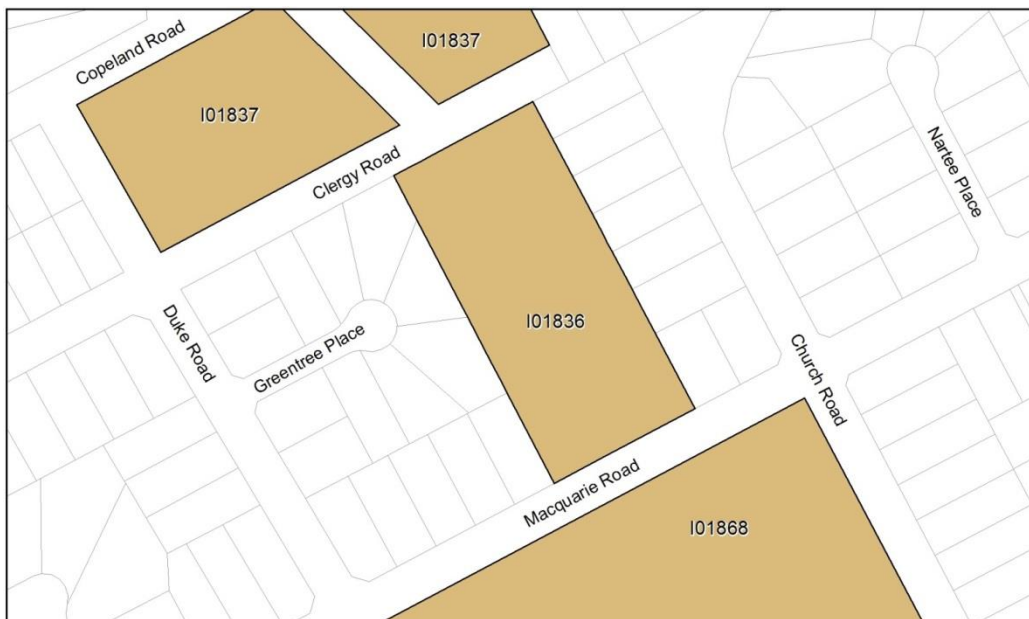 Copeland Road
I01837
I01837
Clergy Road
Nartee Place
I01836
Duke Road
Greentree Place
Church Road
Macquarie Road
I01868